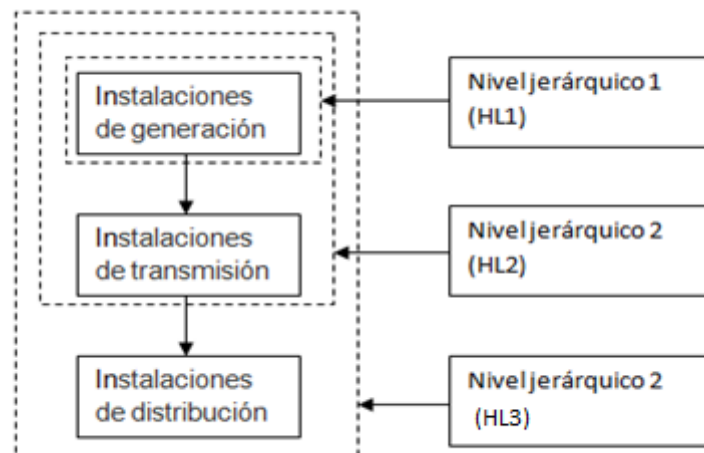 Instalaciones
de generación
Nivel jerárquico 1
(HL1)
Instalaciones
de transmisión
Nivel jerárquico 2
(HL2)
Instalaciones
de distribución
Nivel jerárquico 2
(HL3)